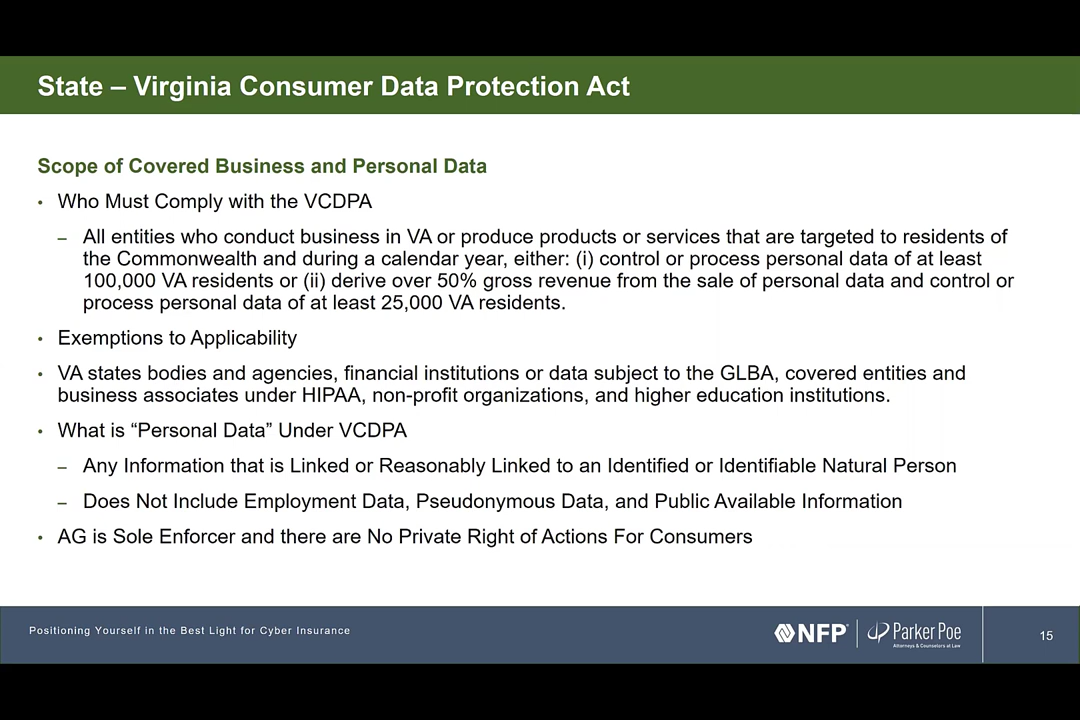 State – Virginia Consumer Data Protection Act
Scope of Covered Business and Personal Data
• Who Must Comply with the VCDPA
– All entities who conduct business in VA or produce products or services that are targeted to residents of
the Commonwealth and during a calendar year, either: (i) control or process personal data of at least
100,000 VA residents or (ii) derive over 50% gross revenue from the sale of personal data and control or
process personal data of at least 25,000 VA residents.
• Exemptions to Applicability
• VA states bodies and agencies, financial institutions or data subject to the GLBA, covered entities and
business associates under HIPAA, non-profit organizations, and higher education institutions.
• What is “Personal Data” Under VCDPA
– Any Information that is Linked or Reasonably Linked to an Identified or Identifiable Natural Person
– Does Not Include Employment Data, Pseudonymous Data, and Public Available Information
• AG is Sole Enforcer and there are No Private Right of Actions For Consumers
Positioning Yourself in the Best Light for Cyber Insurance
NFP®
Parker Poe
Attorneys & Counselors at Law
15